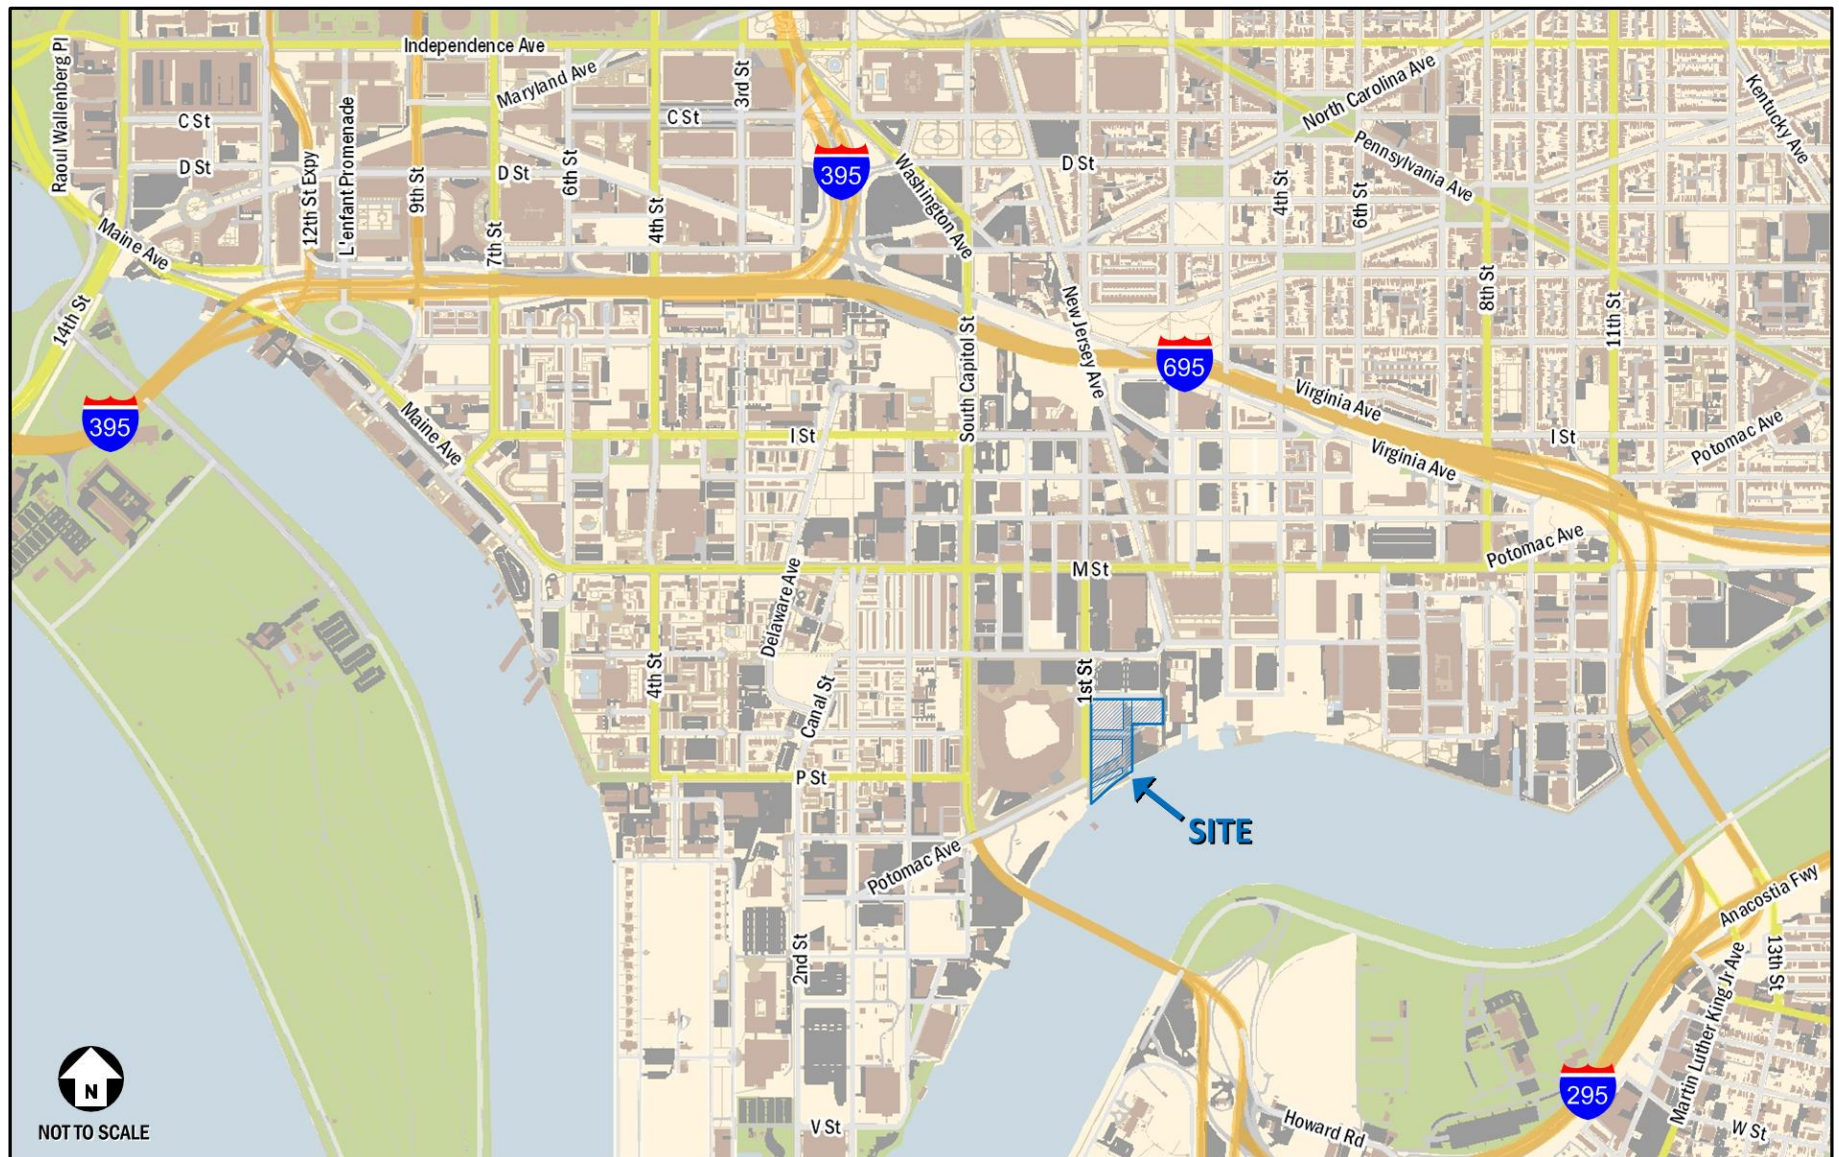 Independence Ave
Raoul Wallenberg Pl
Maryland Ave
3rd St
North Carolina Ave
Kentucky Ave
C St
C St
L'enfant Promenade
12th St Expy
9th St
D St
D St
6th St
395
Washington Ave
D St
Pennsylvania Ave
4th St
6th St
4th St
7th St
Maine Ave
14th St
8th St
11th St
New Jersey Ave
South Capitol St
695
Virginia Ave
395
Maine Ave
I St
I St
Virginia Ave
Potomac Ave
Potomac Ave
M St
Delaware Ave
4th St
Canal St
1st St
P St
SITE
Potomac Ave
Anacostia Fwy
2nd St
13th St
Martin Luther King Jr Ave
N
NOT TO SCALE
295
V St
Howard Rd
W St